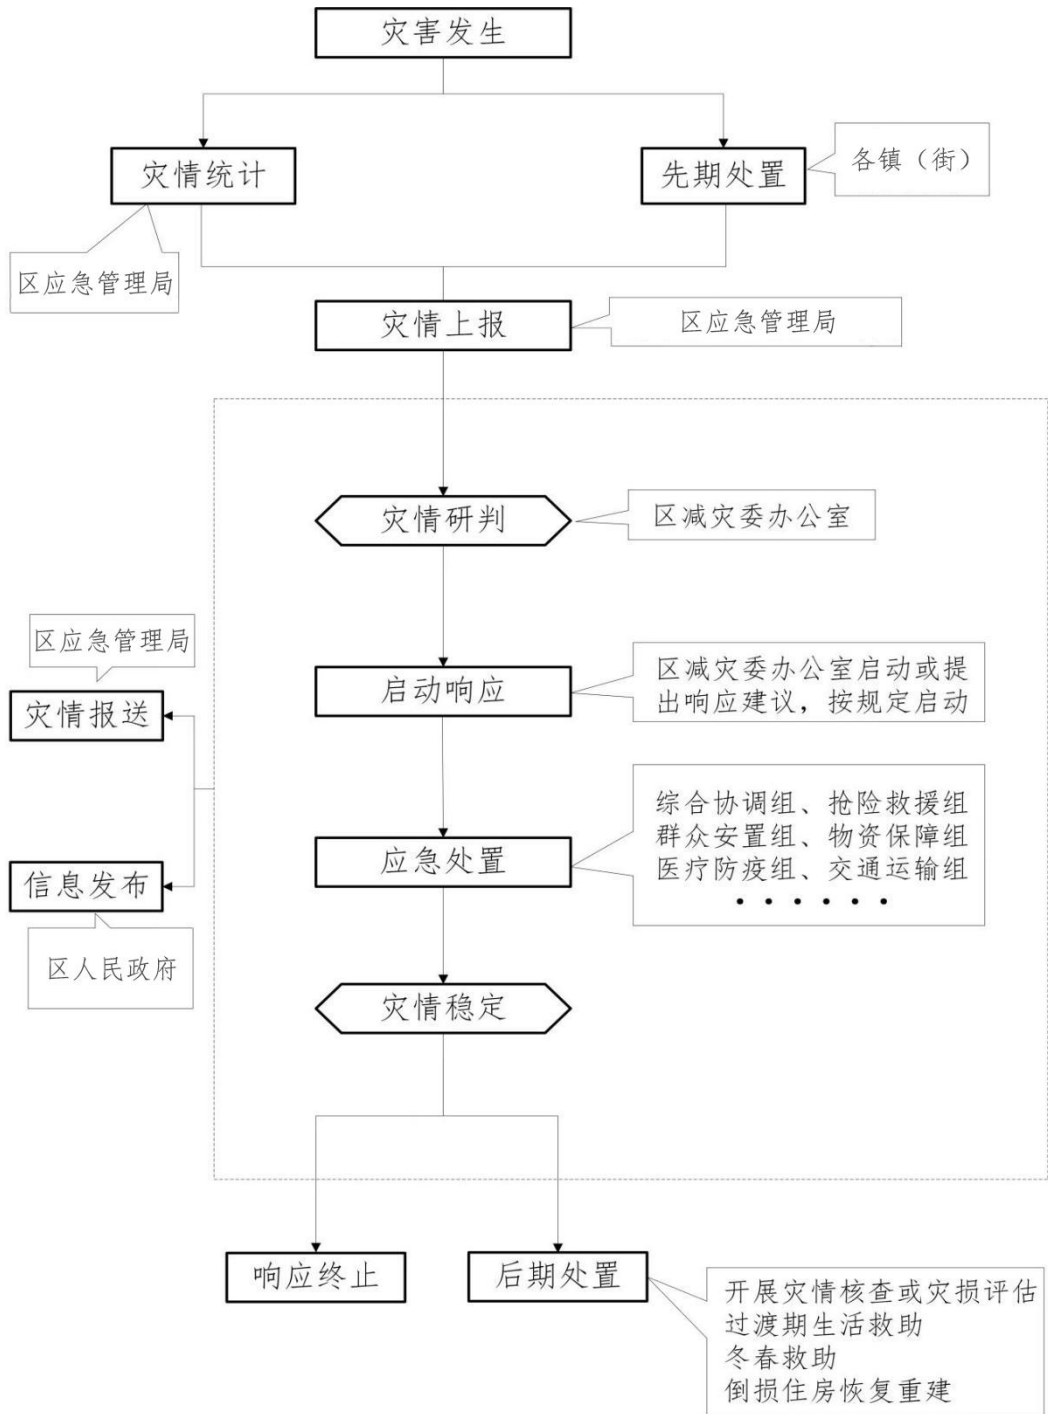 灾害发生
灾情统计
先期处置
各镇（街）
区应急管理局
灾情上报
区应急管理局
灾情研判
区减灾委办公室
区应急管理局
灾情报送
启动响应
区减灾委办公室启动或提
出响应建议，按规定启动
综合协调组、抢险救援组
群众安置组、物资保障组
医疗防疫组、交通运输组
······
应急处置
信息发布
区人民政府
灾情稳定
响应终止
后期处置
开展灾情核查或灾损评估
过渡期生活救助
冬春救助
倒损住房恢复重建